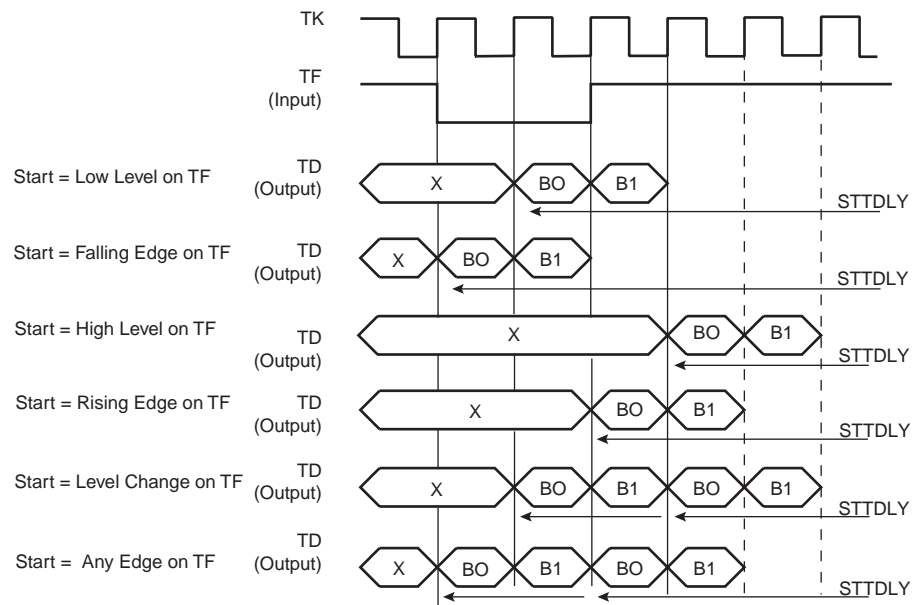 TK
TF
(Input)
Start = Low Level on TF
TD
(Output)
X
BO
B1
STTDLY
Start = Falling Edge on TF
TD
(Output)
X
BO
B1
STTDLY
Start = High Level on TF
TD
(Output)
X
BO
B1
STTDLY
Start = Rising Edge on TF
TD
(Output)
X
BO
B1
STTDLY
Start = Level Change on TF
TD
(Output)
X
BO
B1
BO
B1
STTDLY
Start = Any Edge on TF
TD
(Output)
X
BO
B1
BO
B1
STTDLY